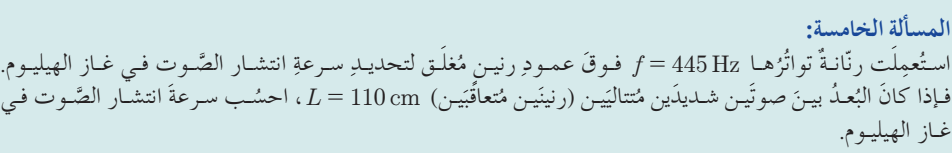 المسألة الخامسة:
استُعمِلَت رنّانةٌ تواتُرُها f = 445 Hz فوقَ عمودِ رنينٍ مُغلَق لتحديدِ سرعةِ انتشار الصَّوت في غاز الهيليوم.
فإذا كانَ البُعدُ بينَ صوتَين شديدَين مُتتاليَين (رنينَين مُتعاقَبَين) L = 110 cm، احسُب سرعةَ انتشار الصَّوت في
غاز الهيليوم.